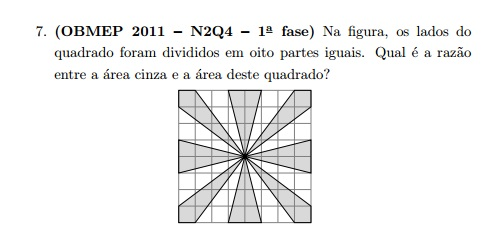 7. (OBMEP 2011 – N2Q4 – 1ª fase) Na figura, os lados do
quadrado foram divididos em oito partes iguais. Qual é a razão
entre a área cinza e a área deste quadrado?